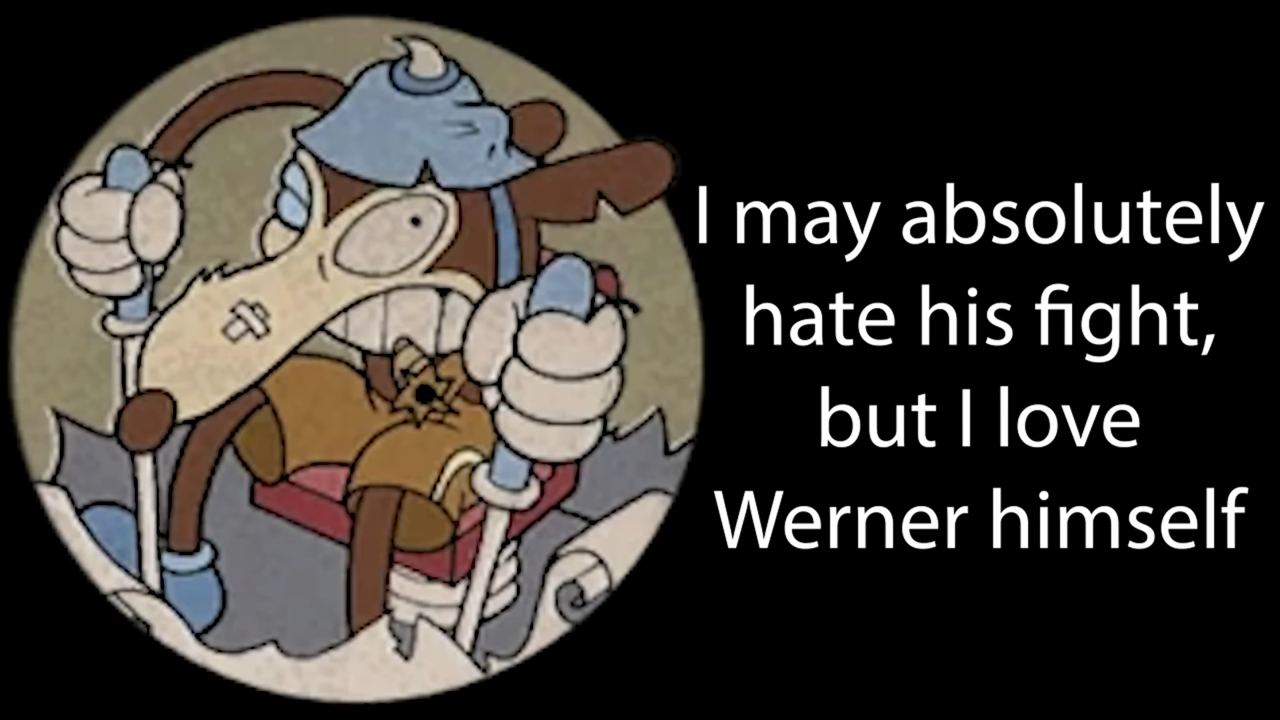 I may absolutely
hate his fight,
but I love
Werner himself